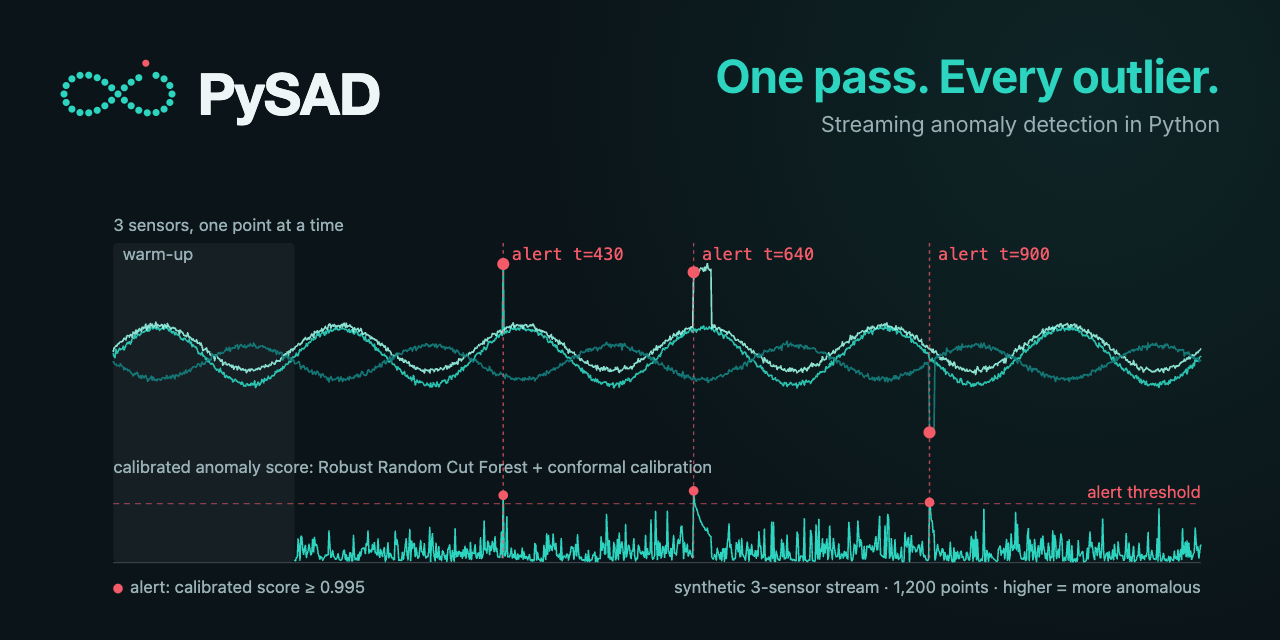 PySAD
One pass. Every outlier.
Streaming anomaly detection in Python
3 sensors, one point at a time
warm-up
alert t=430
alert t=640
alert t=900
calibrated anomaly score: Robust Random Cut Forest + conformal calibration
alert threshold
alert: calibrated score ≥ 0.995
synthetic 3-sensor stream · 1,200 points · higher = more anomalous